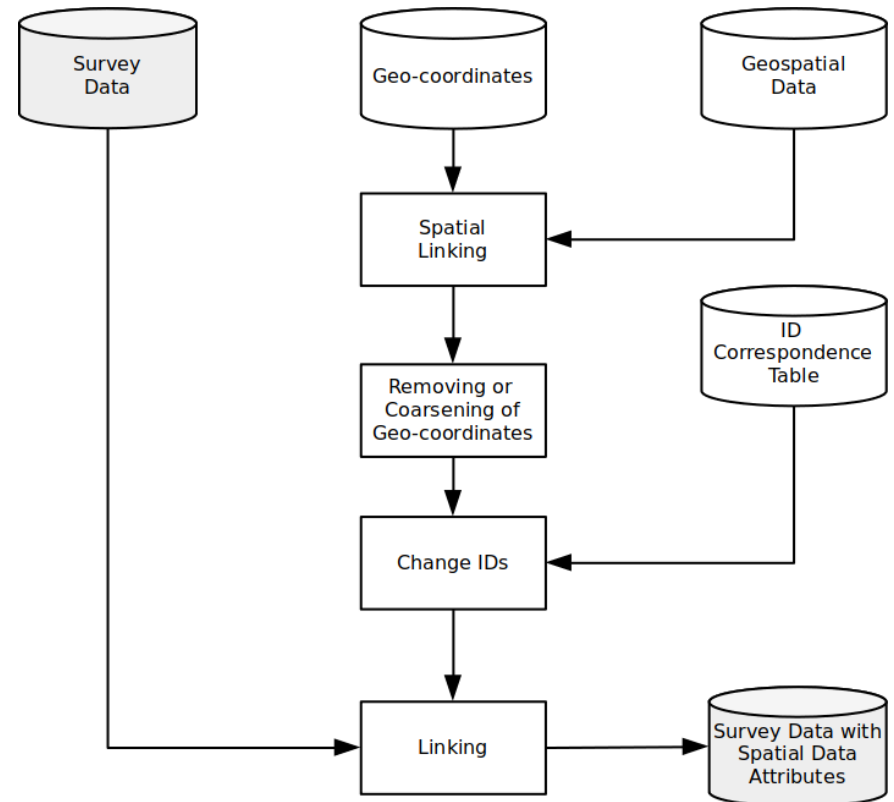 Survey
Data
Geo-coordinates
Geospatial
Data
Spatial
Linking
ID
Correspondence
Table
Removing or
Coarsening of
Geo-coordinates
Change IDs
Linking
Survey Data with
Spatial Data
Attributes